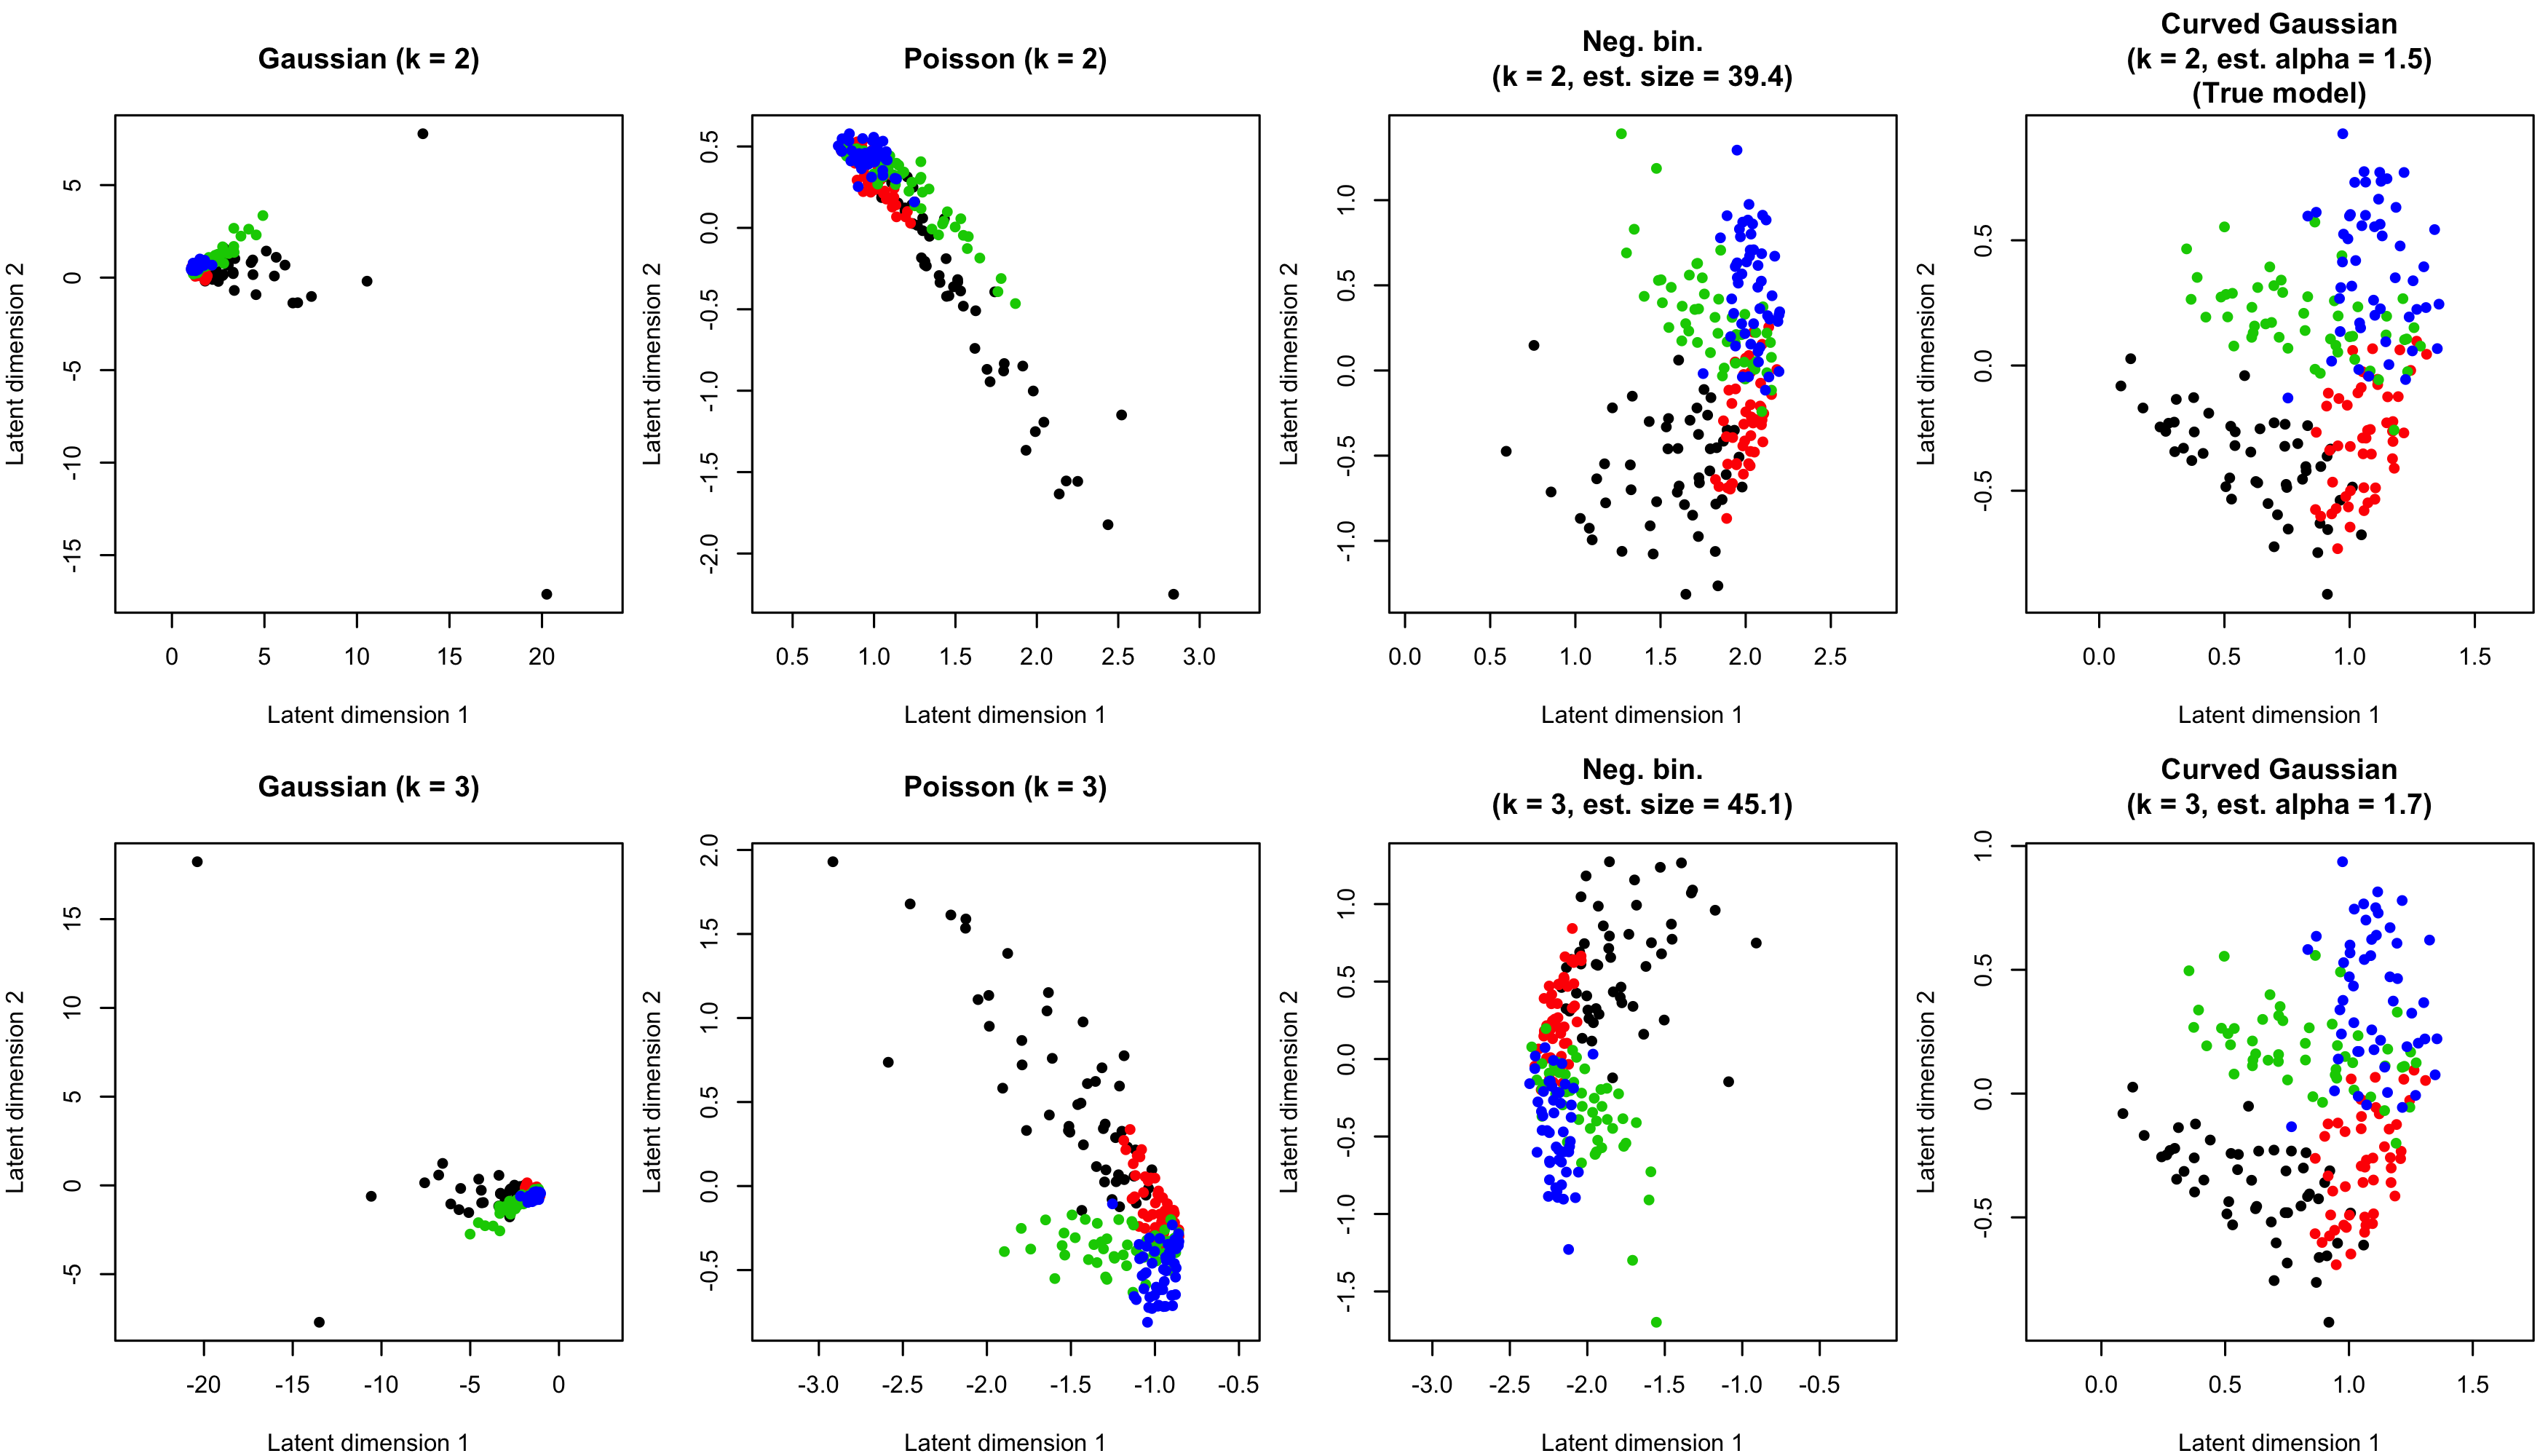 Gaussian (k = 2)
5
0
-5
-10
-15
Latent dimension 2
0 5 10 15 20
Latent dimension 1
Poisson (k = 2)
0.5
0.0
-0.5
-1.0
-1.5
-2.0
Latent dimension 2
0.5 1.0 1.5 2.0 2.5 3.0
Latent dimension 1
Neg. bin.
(k = 2, est. size = 39.4)
1.0
0.5
0.0
-0.5
-1.0
Latent dimension 2
0.0 0.5 1.0 1.5 2.0 2.5
Latent dimension 1
Curved Gaussian
(k = 2, est. alpha = 1.5)
(True model)
0.5
0.0
-0.5
Latent dimension 2
0.0 0.5 1.0 1.5
Latent dimension 1
Gaussian (k = 3)
15
10
5
0
-5
Latent dimension 2
-20 -15 -10 -5 0
Latent dimension 1
Poisson (k = 3)
2.0
1.5
1.0
0.5
0.0
-0.5
Latent dimension 2
-3.0 -2.5 -2.0 -1.5 -1.0 -0.5
Latent dimension 1
Neg. bin.
(k = 3, est. size = 45.1)
1.0
0.5
0.0
-0.5
-1.0
-1.5
Latent dimension 2
-3.0 -2.5 -2.0 -1.5 -1.0 -0.5
Latent dimension 1
Curved Gaussian
(k = 3, est. alpha = 1.7)
1.0
0.5
0.0
-0.5
Latent dimension 2
0.0 0.5 1.0 1.5
Latent dimension 1